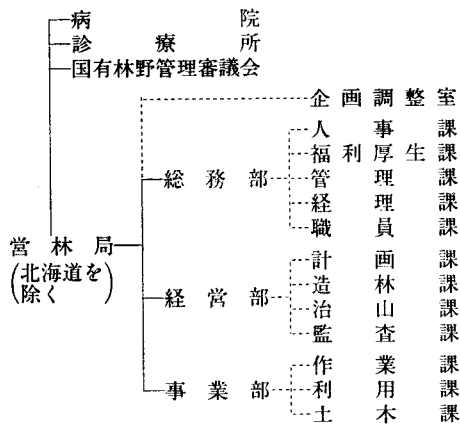 病院
診療所
国有林野管理審議会
企画調整室
人事課
福利厚生課
総務部
管理課
経理課
職員課
営林局
(北海道を除く)
計画課
造林課
経営部
治山課
監査課
作業課
事業部
利用課
土木課